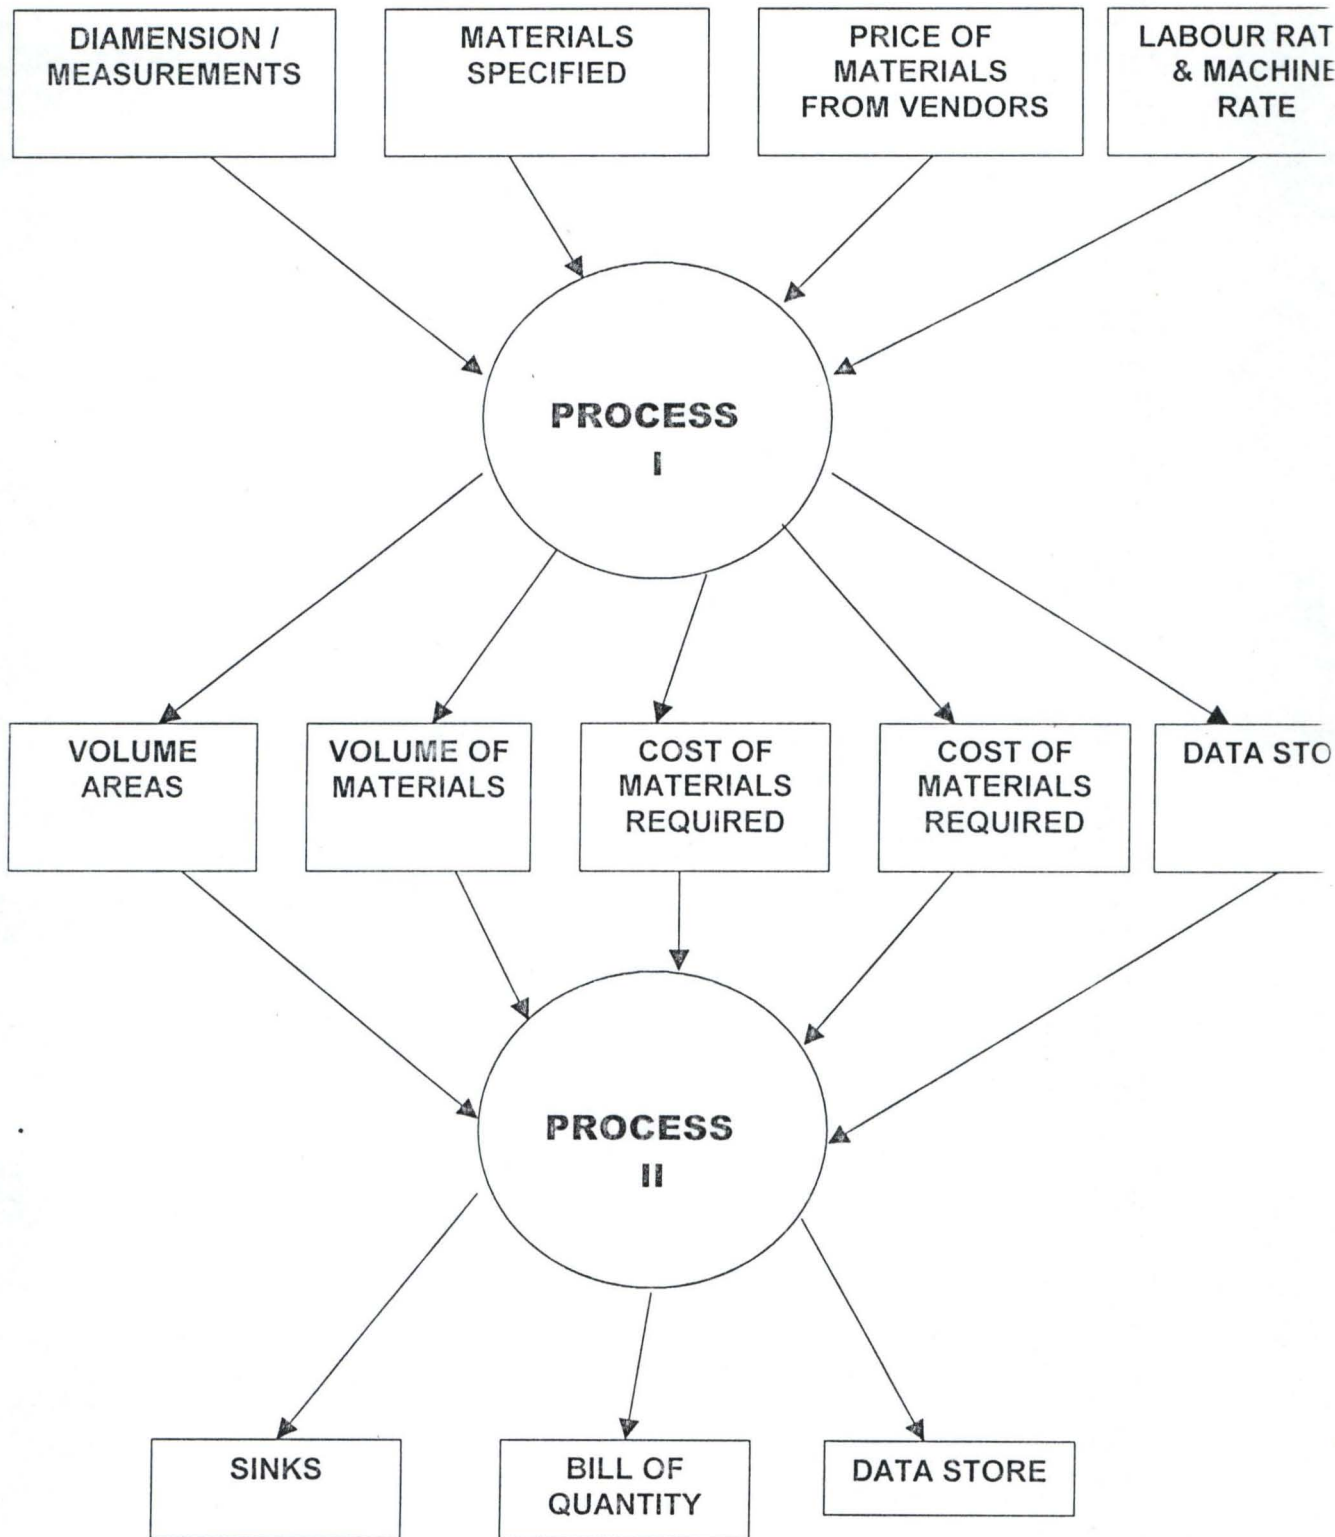 DIAMENSION /
MEASUREMENTS
MATERIALS
SPECIFIED
PRICE OF
MATERIALS
FROM VENDORS
LABOUR RAT
& MACHINE
RATE
PROCESS
I
VOLUME
AREAS
VOLUME OF
MATERIALS
COST OF
MATERIALS
REQUIRED
COST OF
MATERIALS
REQUIRED
DATA STO
PROCESS
II
SINKS
BILL OF
QUANTITY
DATA STORE